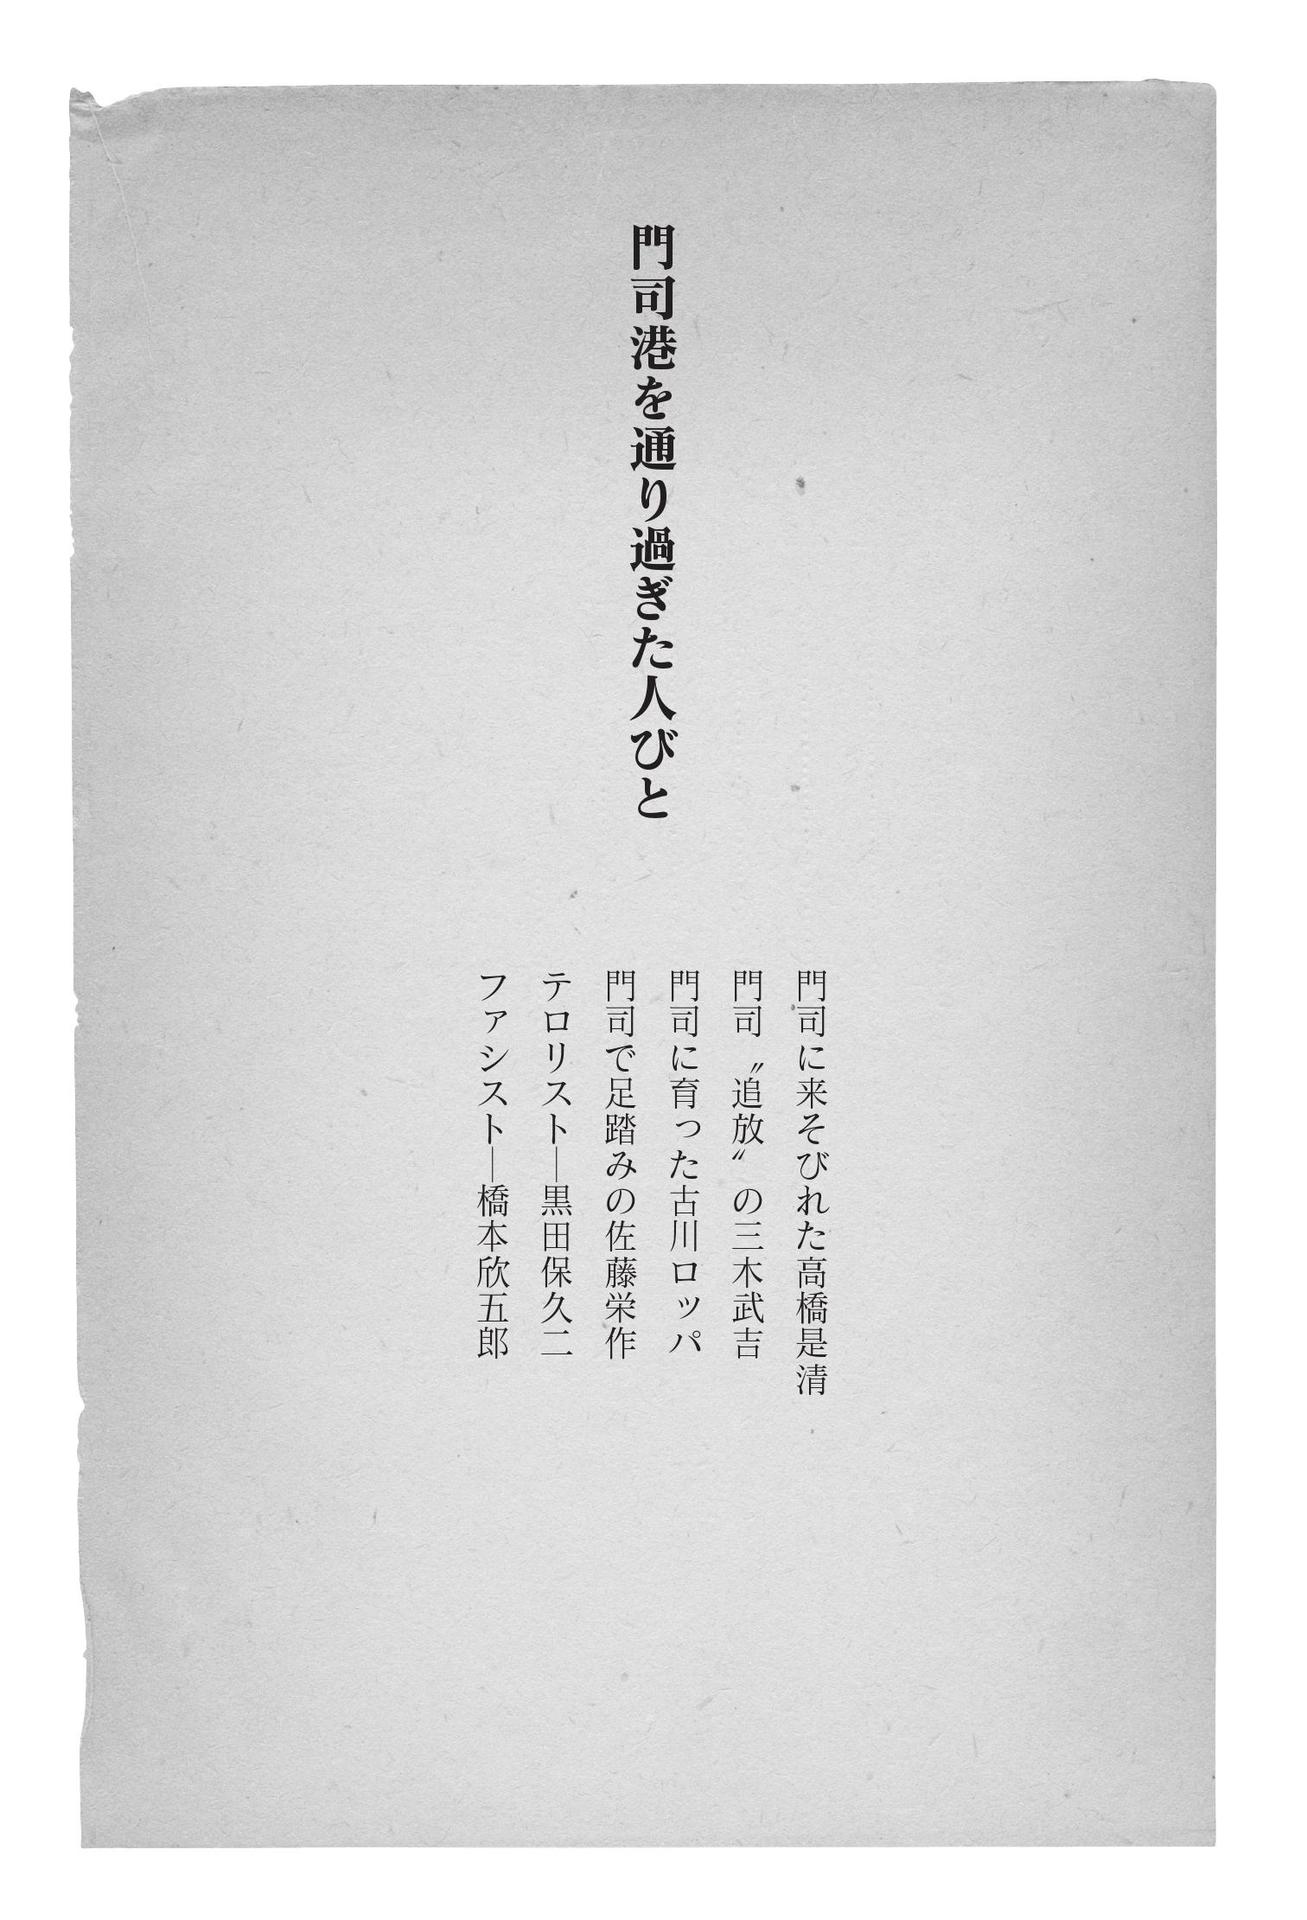 門司港を通り過ぎた人びと
門司に来そびれた高橋是清
門司〝追放〟の三木武吉
門司に育った古川ロッパ
門司で足踏みの佐藤栄作
テロリスト―黒田保久二
ファシスト―橋本欣五郎